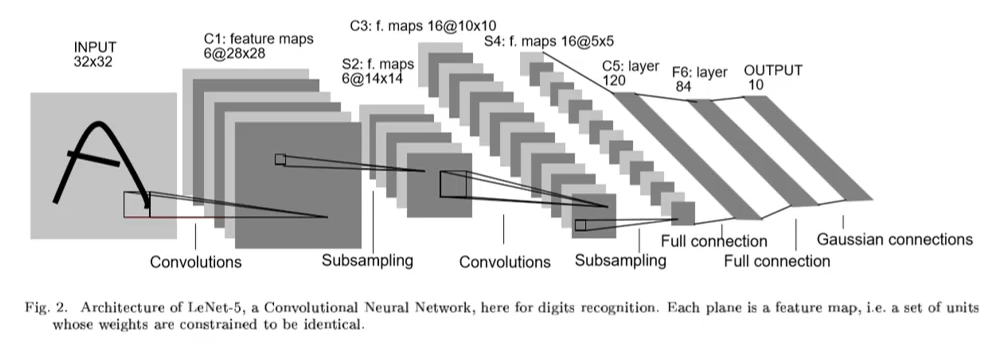 INPUT
32x32
C1: feature maps
6@28x28
S2: f. maps
6@14x14
C3: f. maps 16@10x10
S4: f. maps 16@5x5
C5: layer
120
F6: layer
84
OUTPUT
10
Convolutions
Subsampling
Convolutions
Subsampling
Full connection
Full connection
Gaussian connections
Fig. 2. Architecture of LeNet-5, a Convolutional Neural Network, here for digits recognition. Each plane is a feature map, i.e. a set of units
whose weights are constrained to be identical.